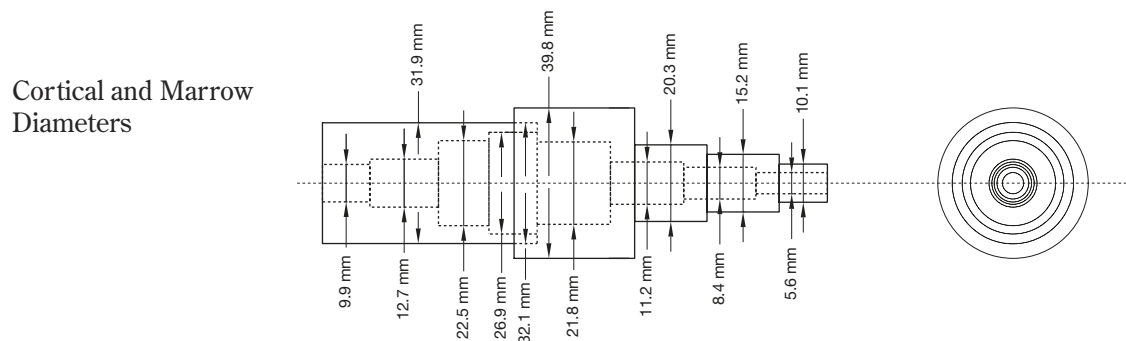 Cortical and Marrow
Diameters
31.9 mm
39.8 mm
20.3 mm
15.2 mm
10.1 mm
9.9 mm
12.7 mm
22.5 mm
26.9 mm
32.1 mm
21.8 mm
11.2 mm
8.4 mm
5.6 mm